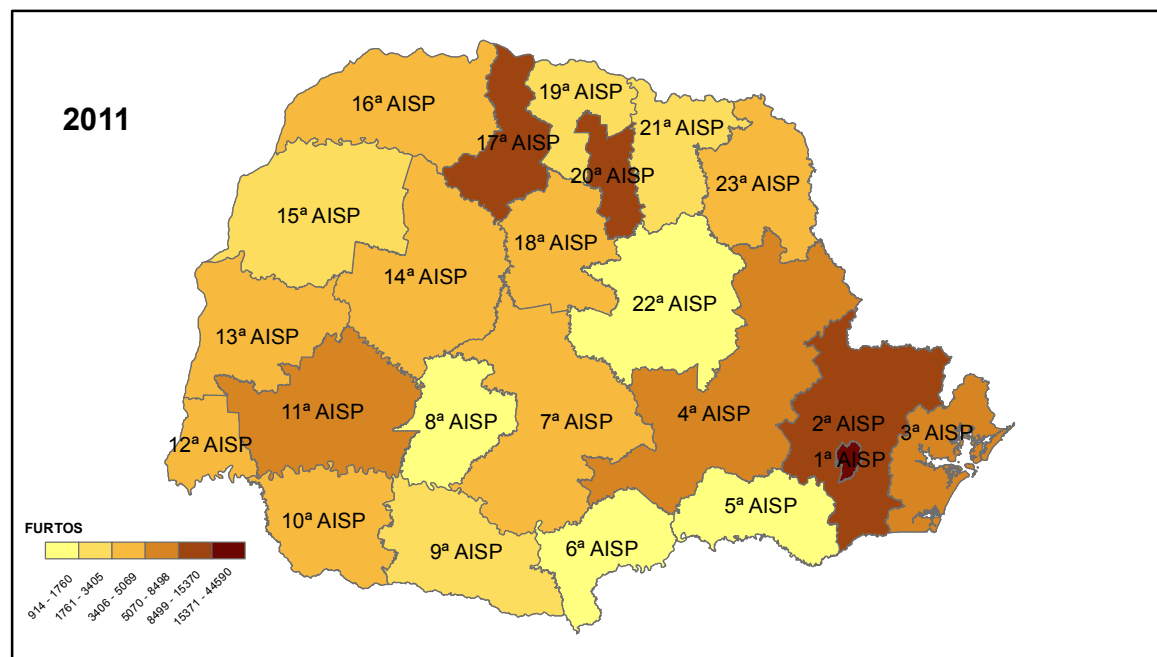 2011
16ª AISP
19ª AISP
21ª AISP
17ª AISP
20ª AISP
23ª AISP
15ª AISP
18ª AISP
14ª AISP
22ª AISP
13ª AISP
11ª AISP
8ª AISP
7ª AISP
4ª AISP
2ª AISP
3ª AISP
12ª AISP
1ª AISP
5ª AISP
10ª AISP
9ª AISP
6ª AISP
FURTOS
914 - 1760
1761 - 3405
3406 - 5069
5070 - 8498
8499 - 15370
15371 - 44590